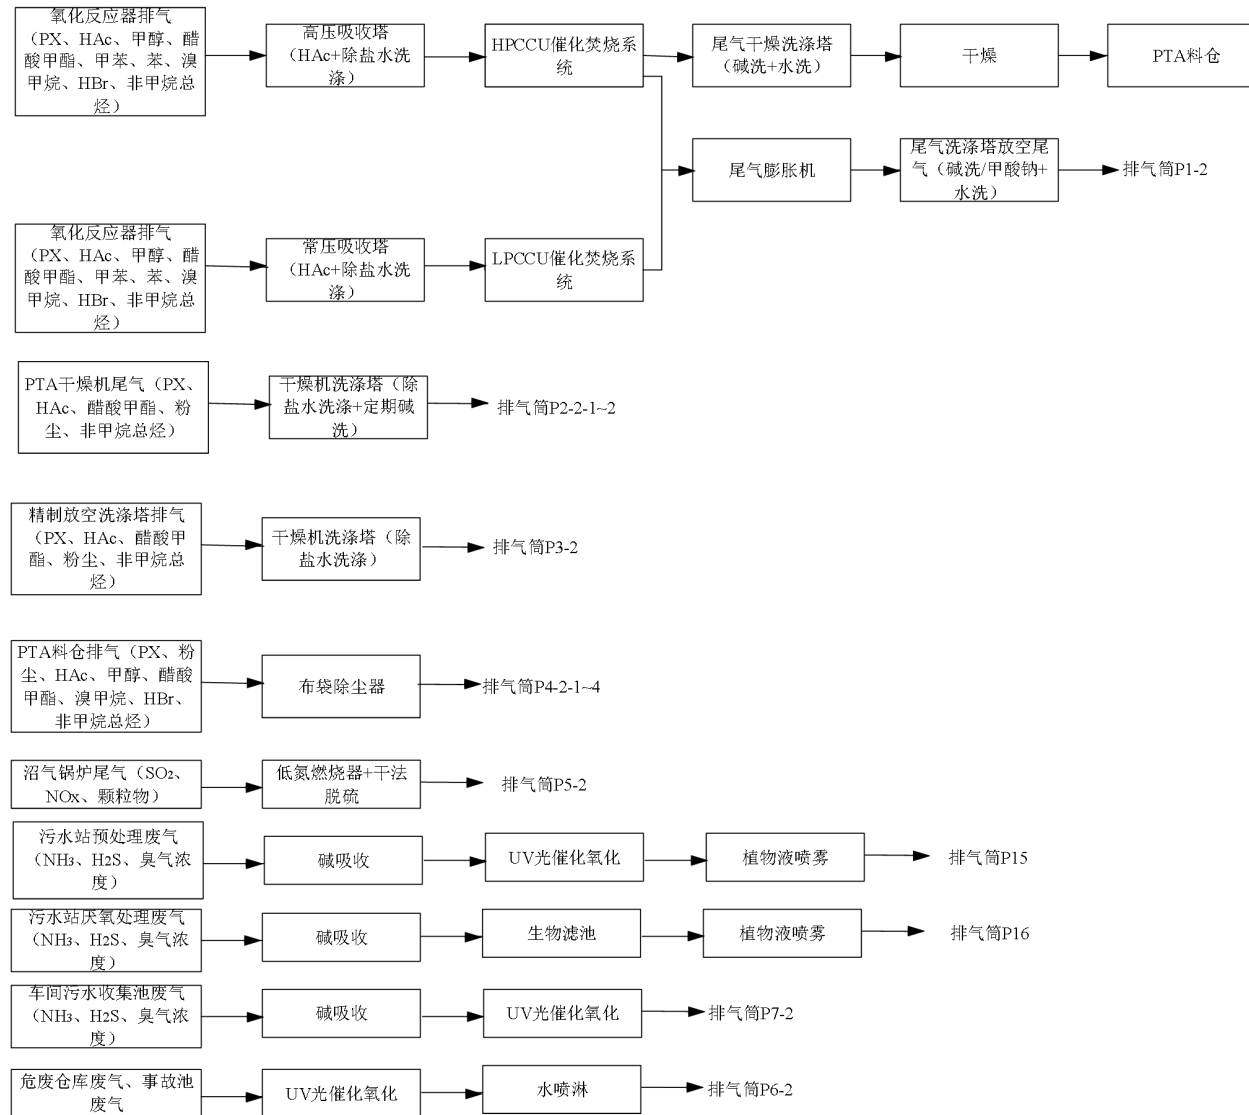 氧化反应器排气
（PX、HAc、甲醇、醋
酸甲酯、甲苯、苯、溴
甲烷、HBr、非甲烷总
烃）
高压吸收塔
（HAc+除盐水洗
涤）
HPCCU催化焚烧系
统
尾气干燥洗涤塔
（碱洗+水洗）
干燥
PTA料仓
尾气膨胀机
尾气洗涤塔放空尾
气（碱洗/甲酸钠+
水洗）
排气筒P1-2
氧化反应器排气
（PX、HAc、甲醇、醋
酸甲酯、甲苯、苯、溴
甲烷、HBr、非甲烷总
烃）
常压吸收塔
（HAc+除盐水洗
涤）
LPCCU催化焚烧系
统
PTA干燥机尾气（PX、
HAc、醋酸甲酯、粉
尘、非甲烷总烃）
干燥机洗涤塔（除
盐水洗涤+定期碱
洗）
排气筒P2-2-1~2
精制放空洗涤塔排气
（PX、HAc、醋酸甲
酯、粉尘、非甲烷总
烃）
干燥机洗涤塔（除
盐水洗涤）
排气筒P3-2
PTA料仓排气（PX、粉
尘、HAc、甲醇、醋酸
甲酯、溴甲烷、HBr、
非甲烷总烃）
布袋除尘器
排气筒P4-2-1~4
沼气锅炉尾气（SO₂、
NOx、颗粒物）
低氮燃烧器+干法
脱硫
排气筒P5-2
污水站预处理废气
（NH₃、H2S、臭气浓
度）
碱吸收
UV光催化氧化
植物液喷雾
排气筒P15
污水站厌氧处理废气
（NH₃、H2S、臭气浓
度）
碱吸收
生物滤池
植物液喷雾
排气筒P16
车间污水收集池废气
（NH₃、H2S、臭气浓
度）
碱吸收
UV光催化氧化
排气筒P7-2
危废仓库废气、事故池
废气
UV光催化氧化
水喷淋
排气筒P6-2